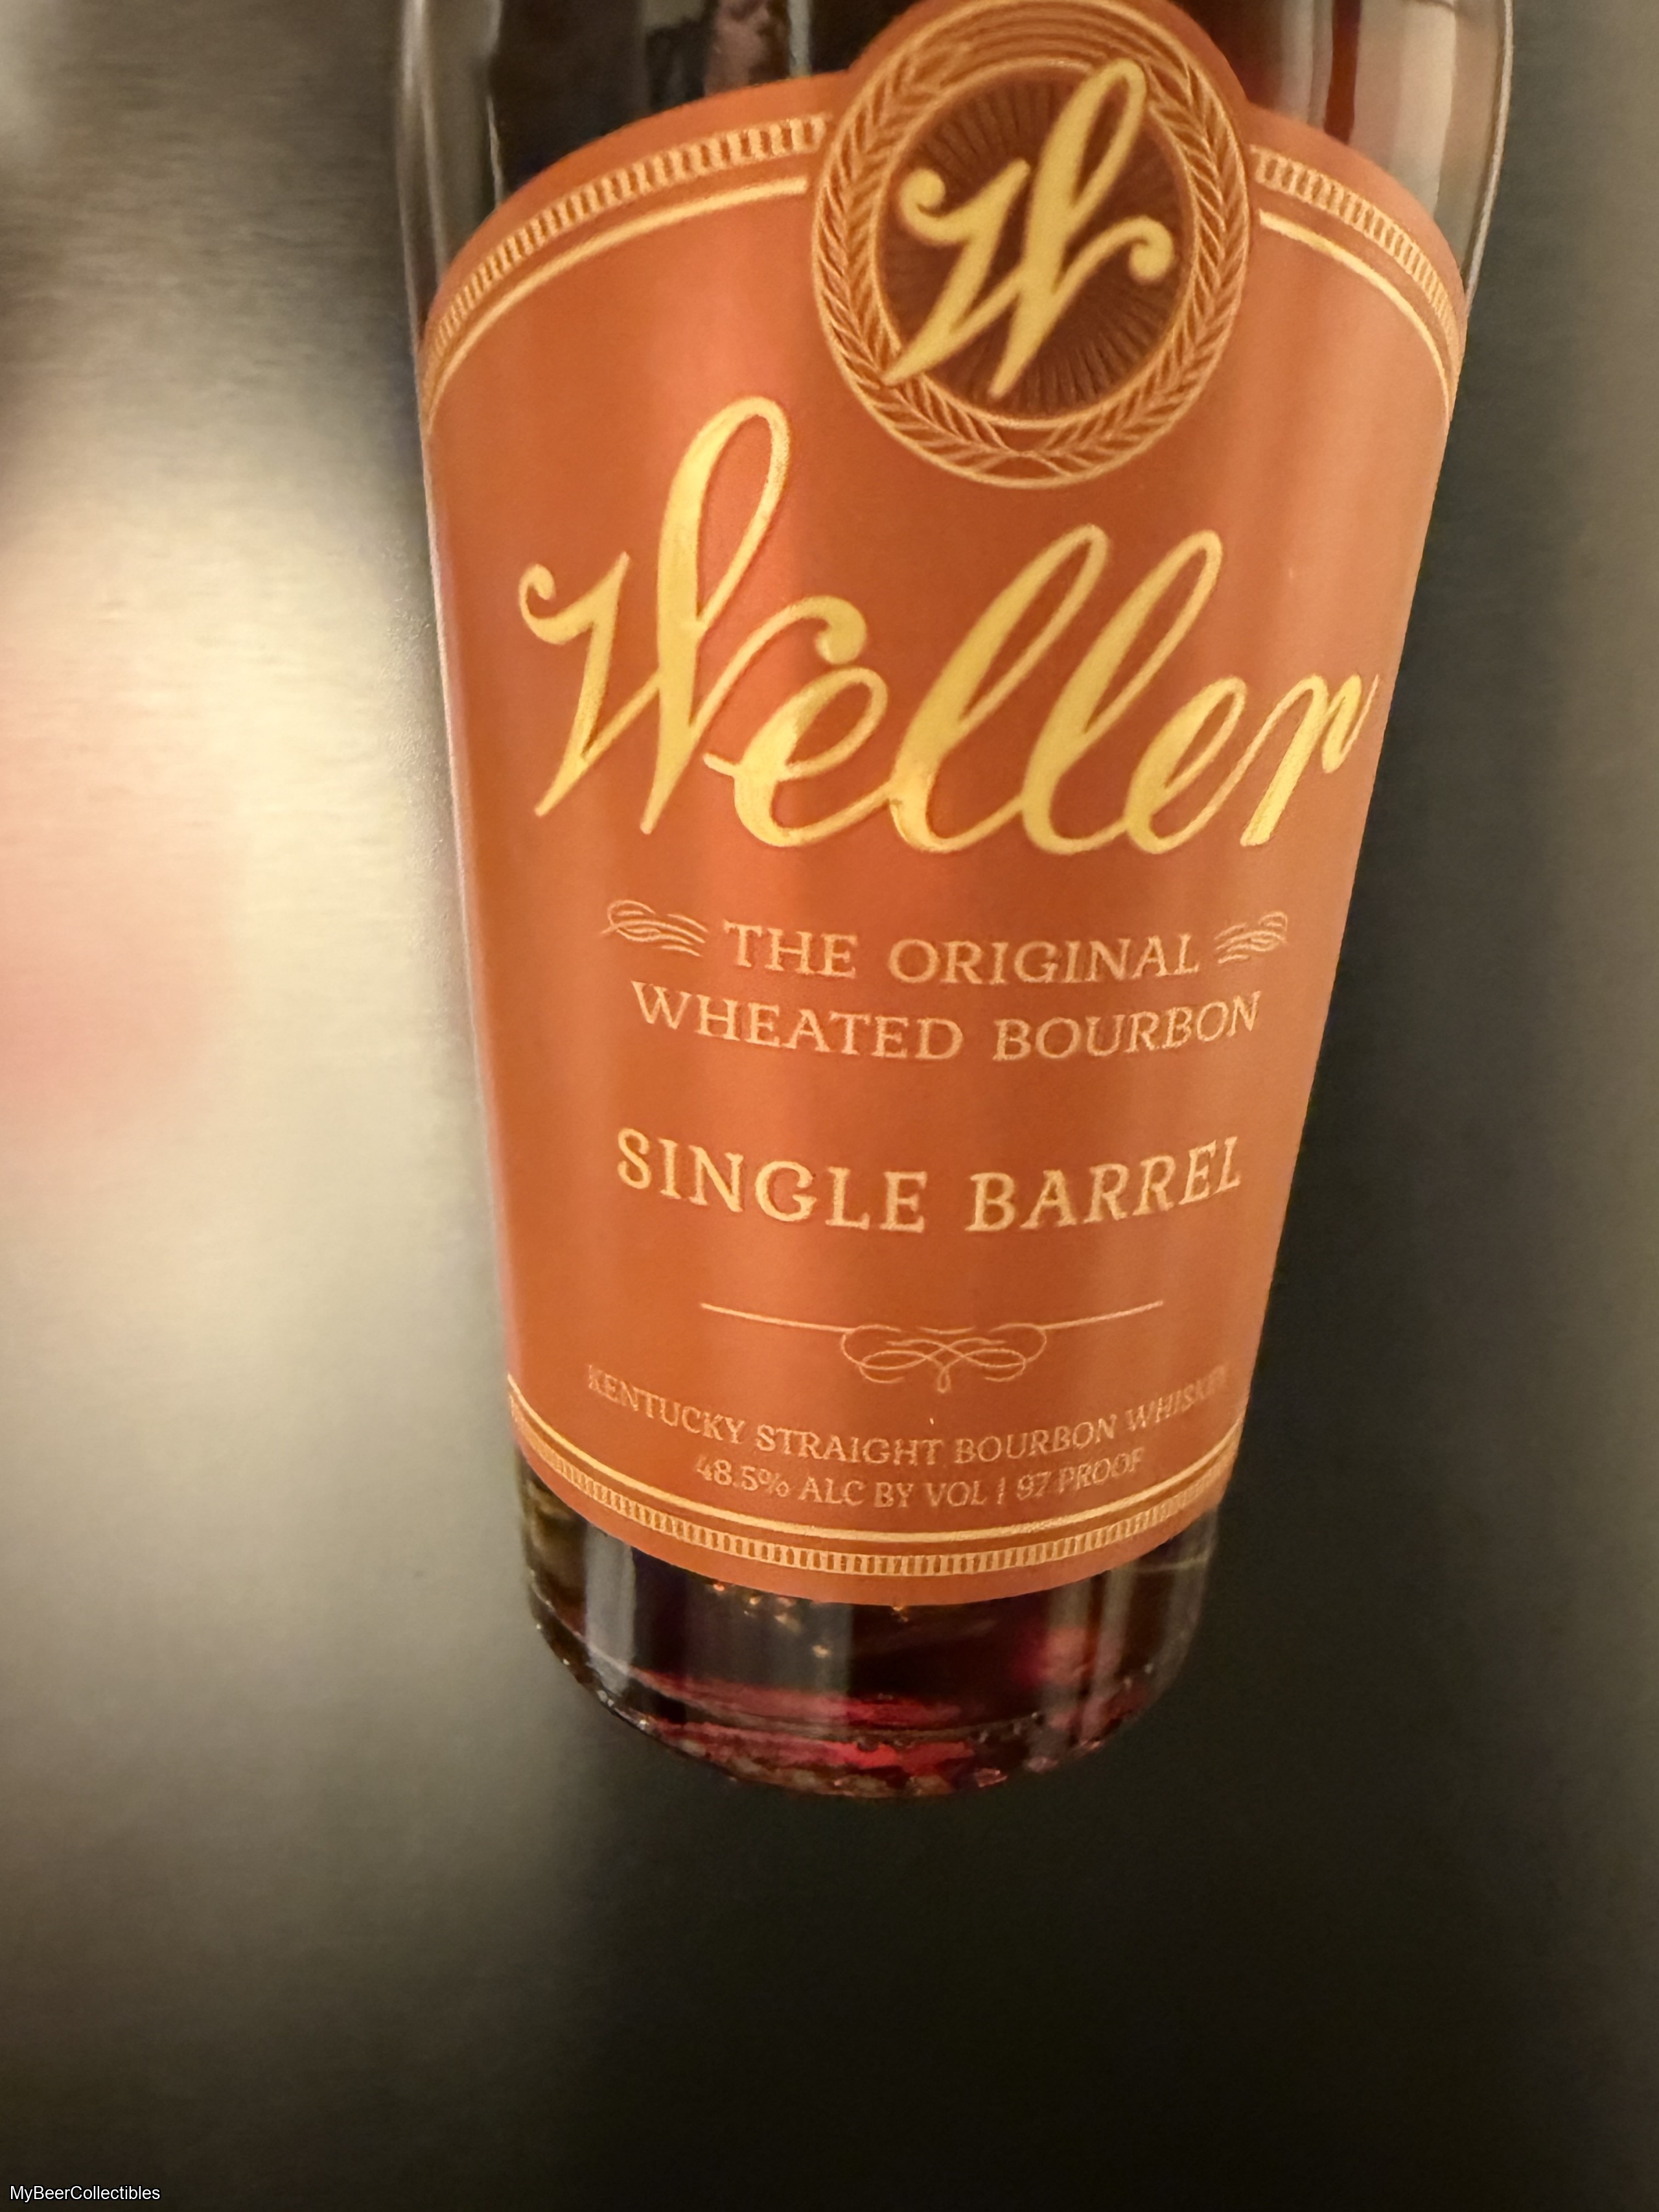 W
Weller
THE ORIGINAL
WHEATED BOURBON
SINGLE BARREL
KENTUCKY STRAIGHT BOURBON WHISKEY
48.5% ALC BY VOL | 97 PROOF
MyBeerCollectibles